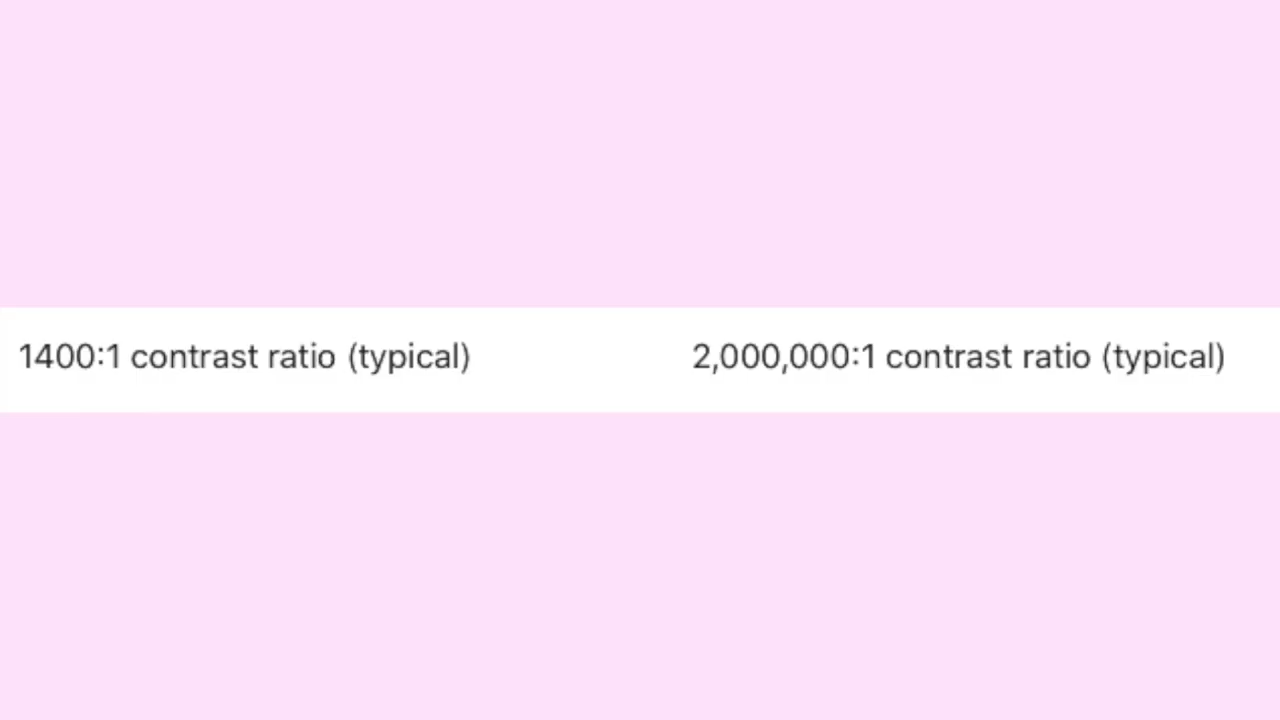 1400:1 contrast ratio (typical)
2,000,000:1 contrast ratio (typical)